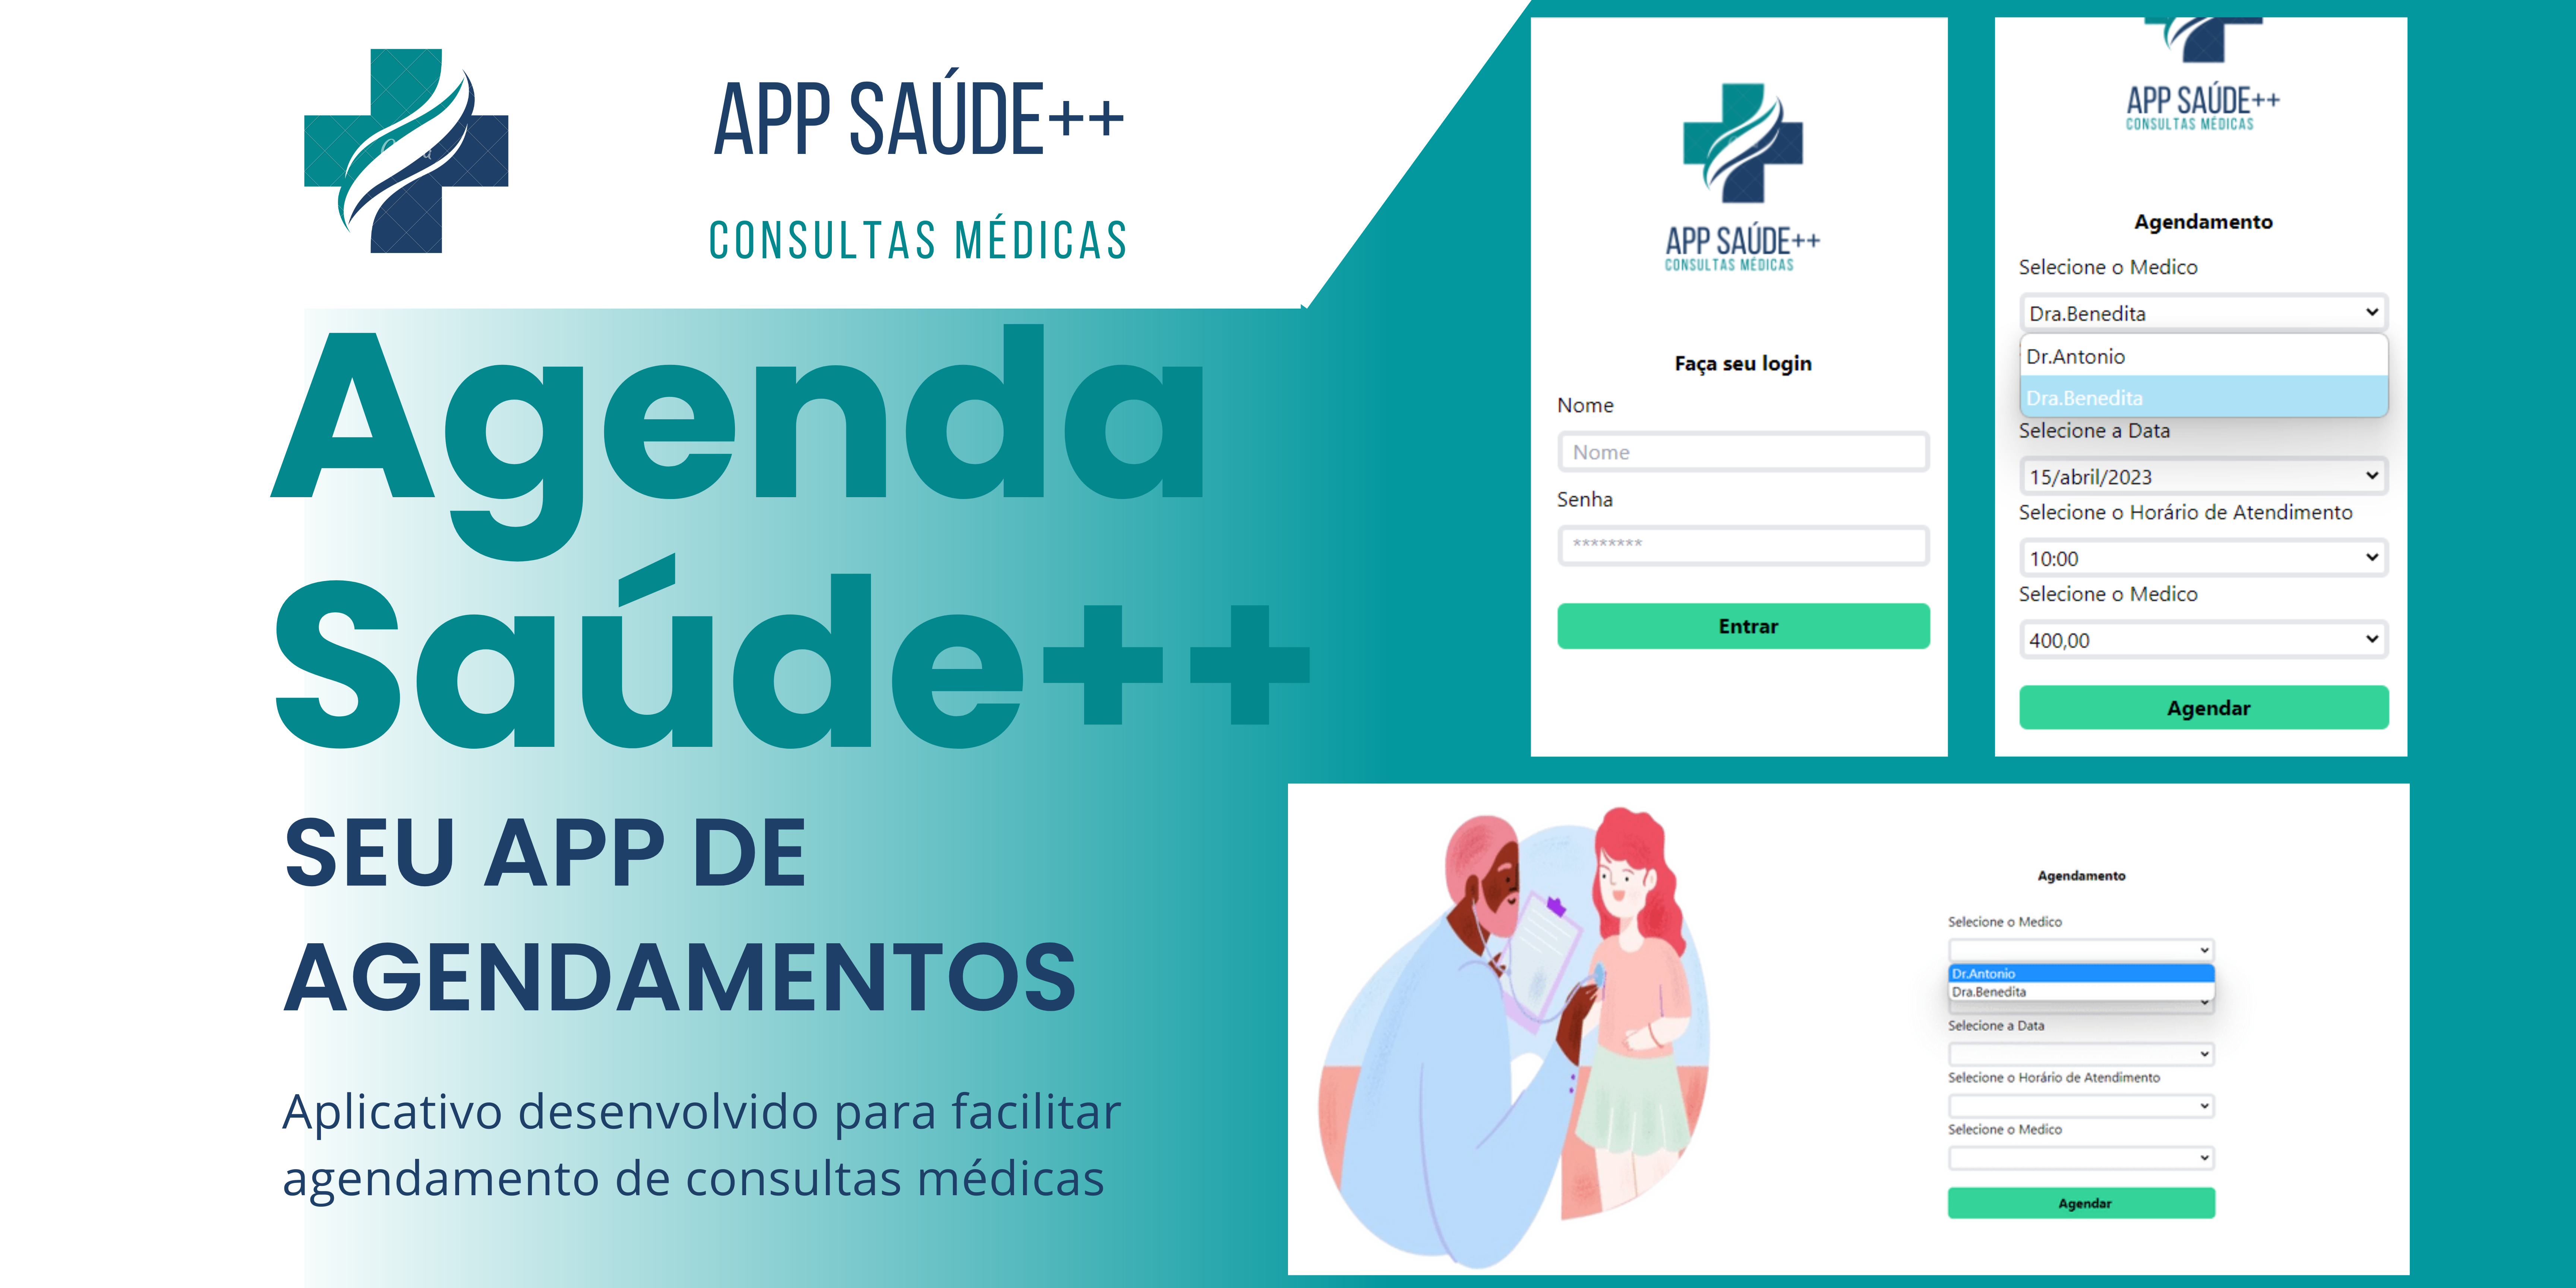 APP SAÚDE++
CONSULTAS MÉDICAS
Agenda
Saúde++
SEU APP DE
AGENDAMENTOS
Aplicativo desenvolvido para facilitar
agendamento de consultas médicas
APP SAÚDE++
CONSULTAS MÉDICAS
Faça seu login
Nome
Nome
Senha
********
Entrar
APP SAÚDE++
CONSULTAS MÉDICAS
Agendamento
Selecione o Medico
Dra.Benedita
Dr.Antonio
Dra.Benedita
Selecione a Data
15/abril/2023
Selecione o Horário de Atendimento
10:00
Selecione o Medico
400,00
Agendar
Agendamento
Selecione o Medico
Dr.Antonio
Dra.Benedita
Selecione a Data
Selecione o Horário de Atendimento
Selecione o Medico
Agendar